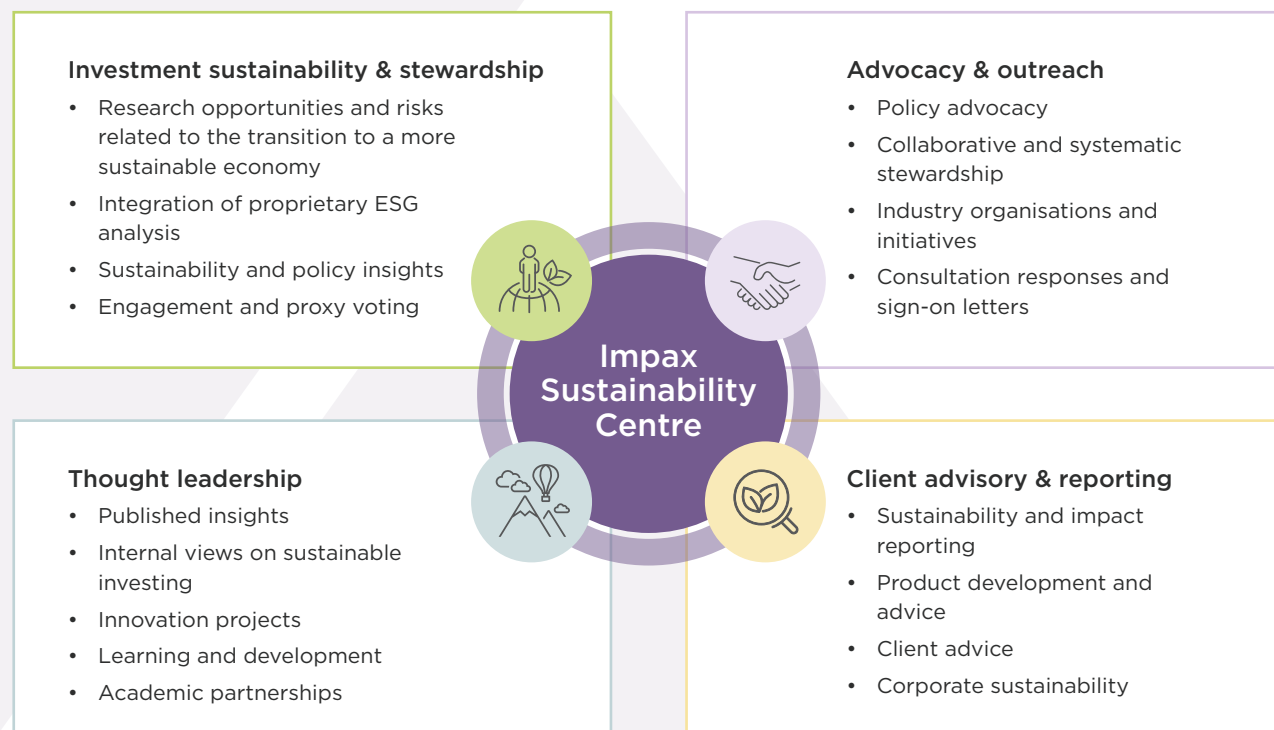 Investment sustainability & stewardship
• Research opportunities and risks
related to the transition to a more
sustainable economy
• Integration of proprietary ESG
analysis
• Sustainability and policy insights
• Engagement and proxy voting
Advocacy & outreach
• Policy advocacy
• Collaborative and systematic
stewardship
• Industry organisations and
initiatives
• Consultation responses and
sign-on letters
Impax
Sustainability
Centre
Thought leadership
• Published insights
• Internal views on sustainable
investing
• Innovation projects
• Learning and development
• Academic partnerships
Client advisory & reporting
• Sustainability and impact
reporting
• Product development and
advice
• Client advice
• Corporate sustainability